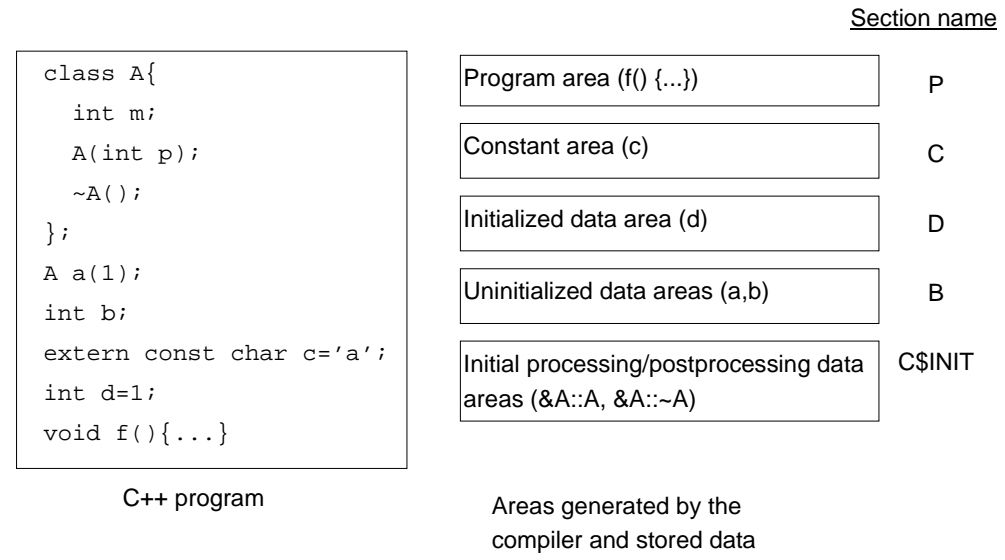 Section name
class A{
int m;
A(int p);
~A();
};
A a(1);
int b;
extern const char c='a';
int d=1;
void f(){...}
C++ program
Program area (f() {...})
P
Constant area (c)
C
Initialized data area (d)
D
Uninitialized data areas (a,b)
B
Initial processing/postprocessing data
areas (&A::A, &A::~A)
C$INIT
Areas generated by the
compiler and stored data